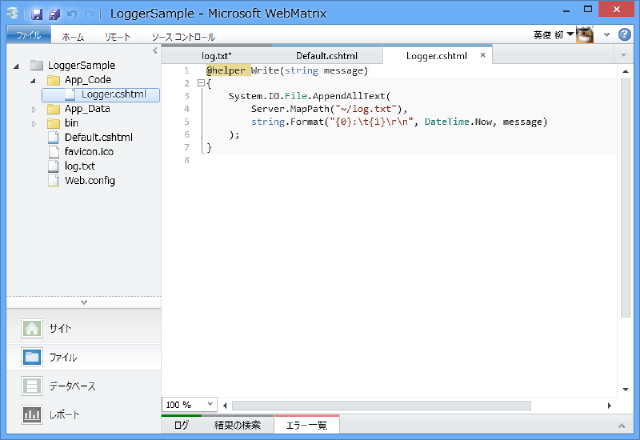 LoggerSample - Microsoft WebMatrix
ファイル ホーム リモート ソース コントロール 英俊 柳
LoggerSample
App_Code
Logger.cshtml
App_Data
bin
Default.cshtml
favicon.ico
log.txt
Web.config
サイト
ファイル
データベース
レポート
log.txt* Default.cshtml Logger.cshtml ×
1 @helper Write(string message)
2 {
3 System.IO.File.AppendAllText(
4 Server.MapPath("~/log.txt"),
5 string.Format("{0}:\t{1}\r\n", DateTime.Now, message)
6 );
7 }
8
100 %
ログ 結果の検索 エラー一覧